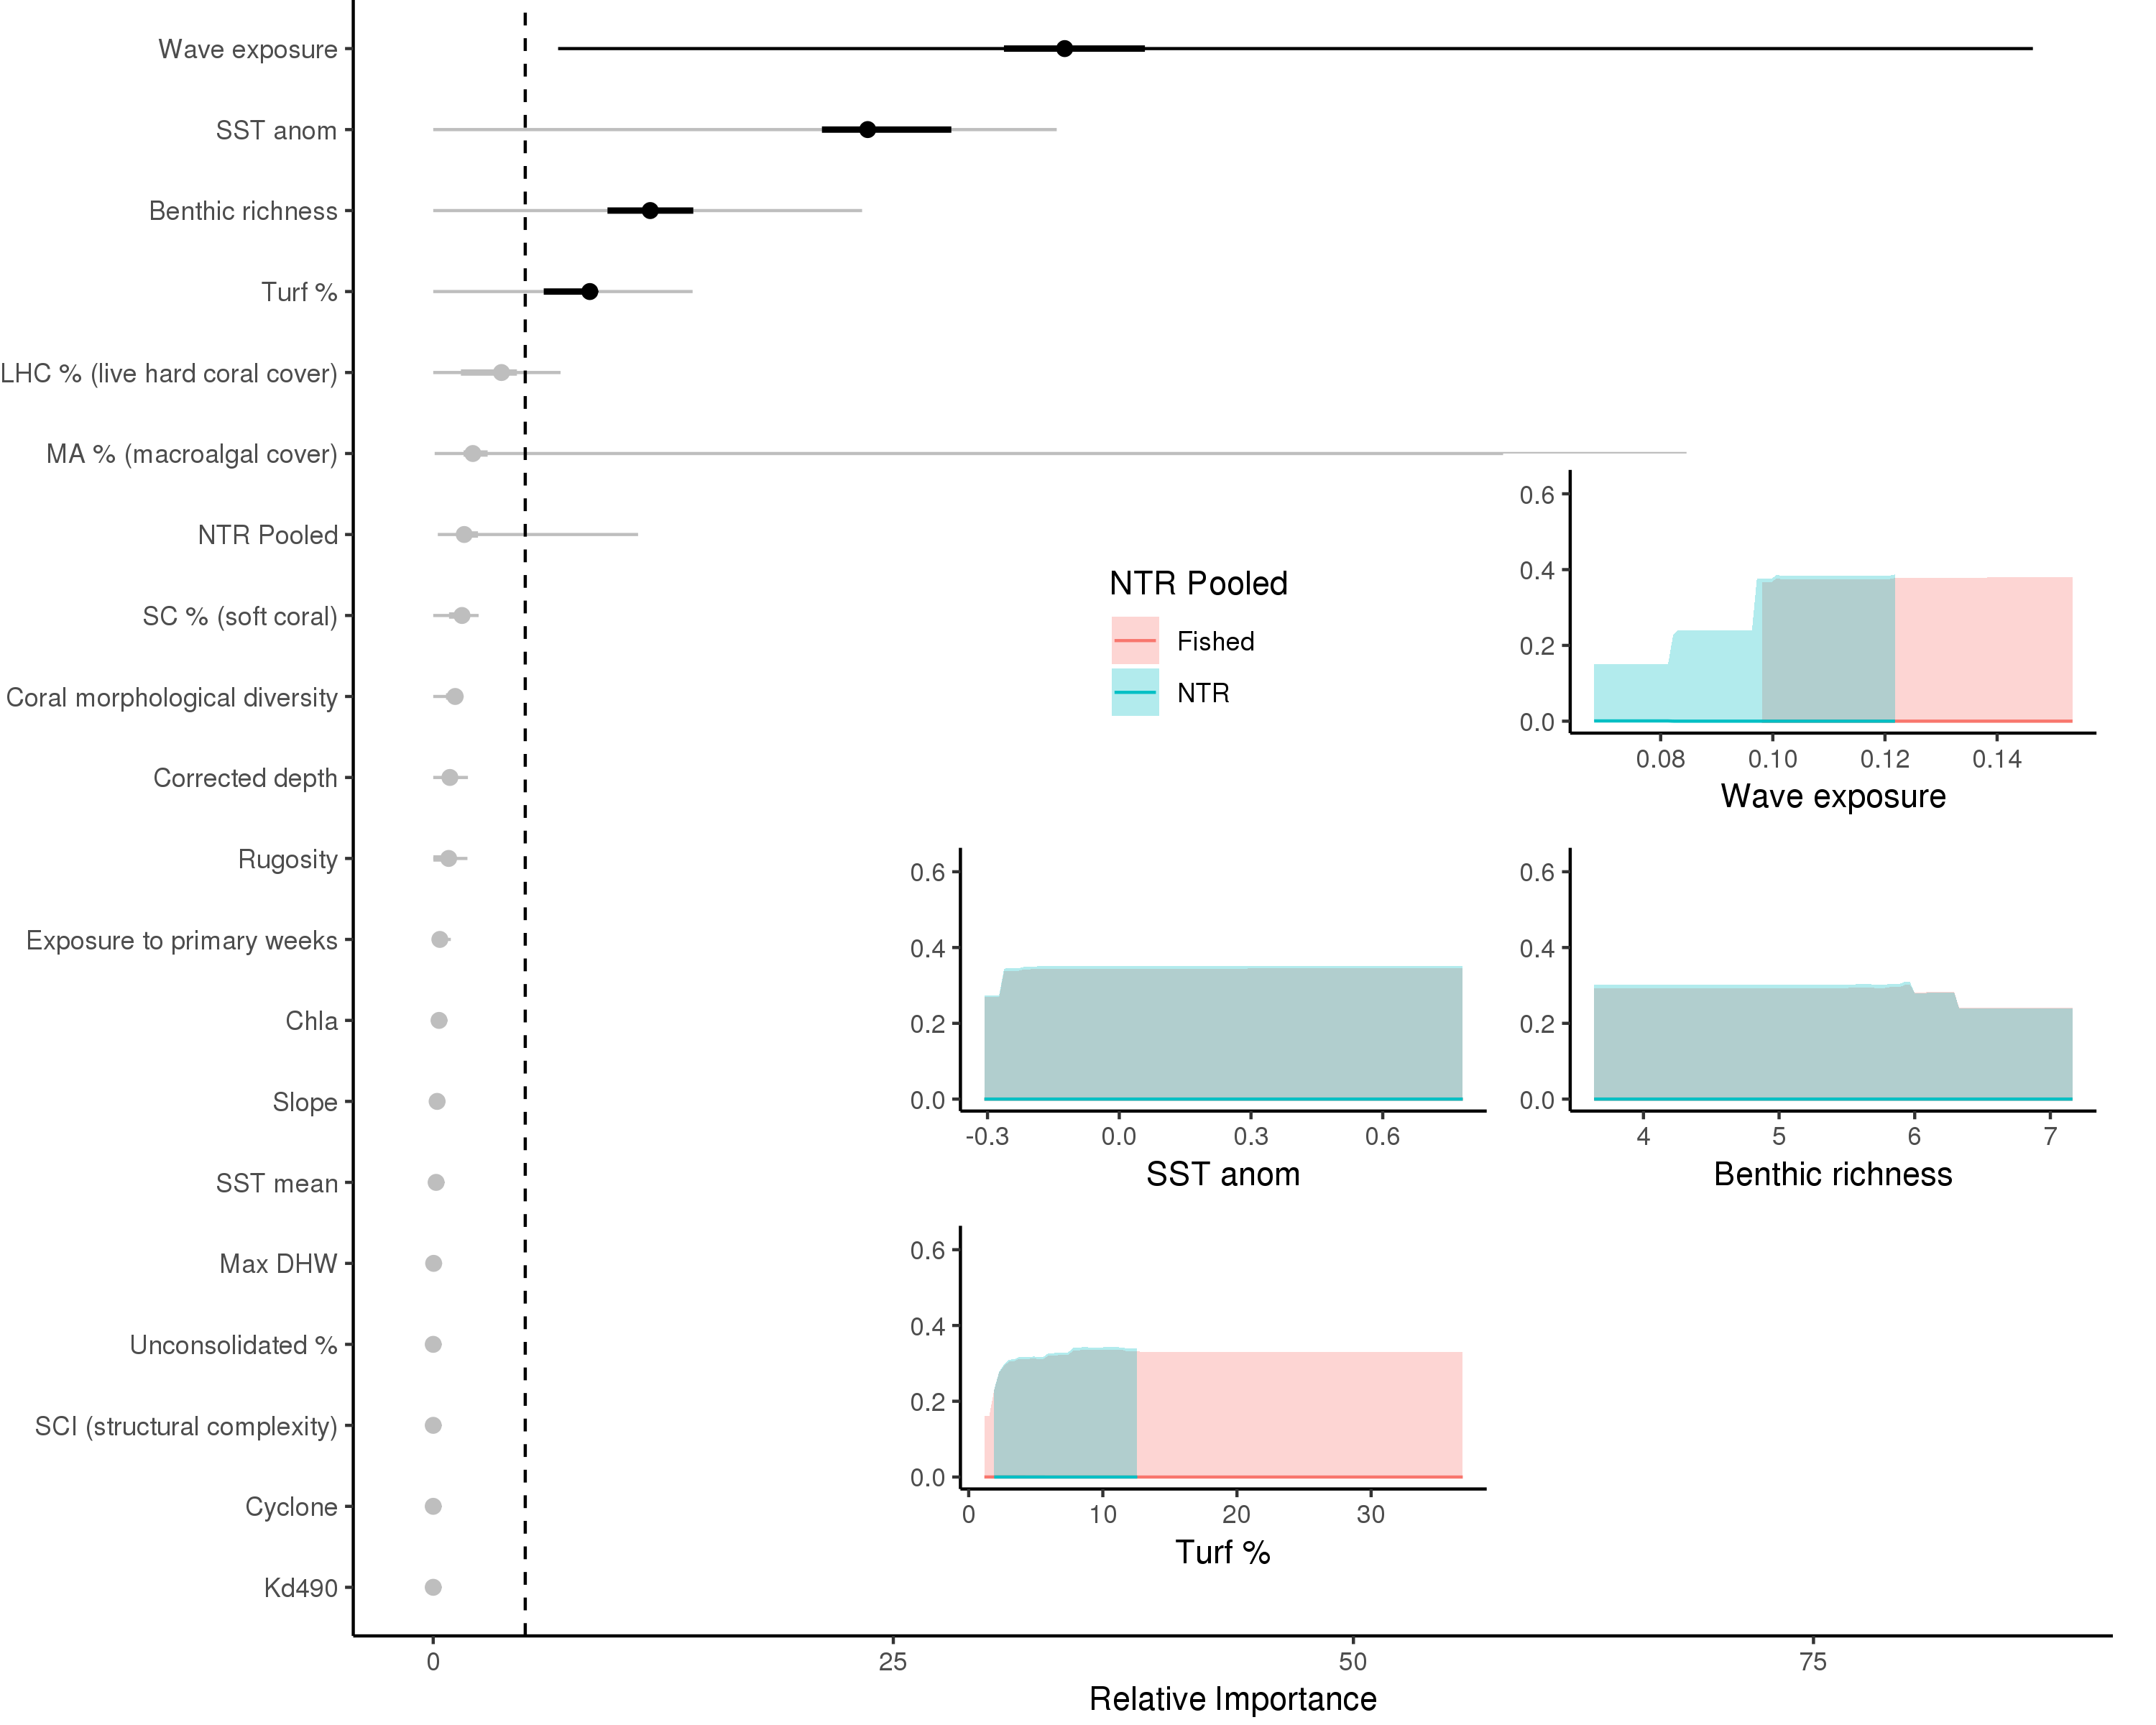 Wave exposure
SST anom
Benthic richness
Turf %
LHC % (live hard coral cover)
MA % (macroalgal cover)
NTR Pooled
SC % (soft coral)
Coral morphological diversity
Corrected depth
Rugosity
Exposure to primary weeks
Chla
Slope
SST mean
Max DHW
Unconsolidated %
SCI (structural complexity)
Cyclone
Kd490
0 25 50 75
Relative Importance
NTR Pooled
Fished
NTR
0.6
0.4
0.2
0.0
0.08 0.10 0.12 0.14
Wave exposure
0.6
0.4
0.2
0.0
-0.3 0.0 0.3 0.6
SST anom
0.6
0.4
0.2
0.0
4 5 6 7
Benthic richness
0.6
0.4
0.2
0.0
0 10 20 30
Turf %